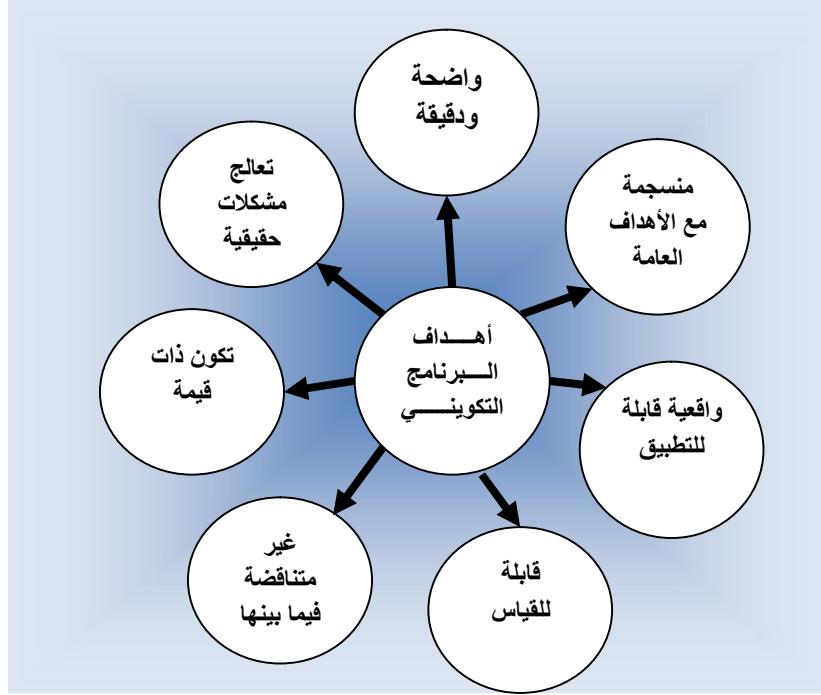 واضحة
ودقيقة
منسجمة
مع الأهداف
العامة
واقعية قابلة
للتطبيق
قابلة
للقياس
غير
متناقضة
فيما بينها
تكون ذات
قيمة
تعالج
مشكلات
حقيقية
أهــــداف
الـــبرنامج
التكوينـــــي